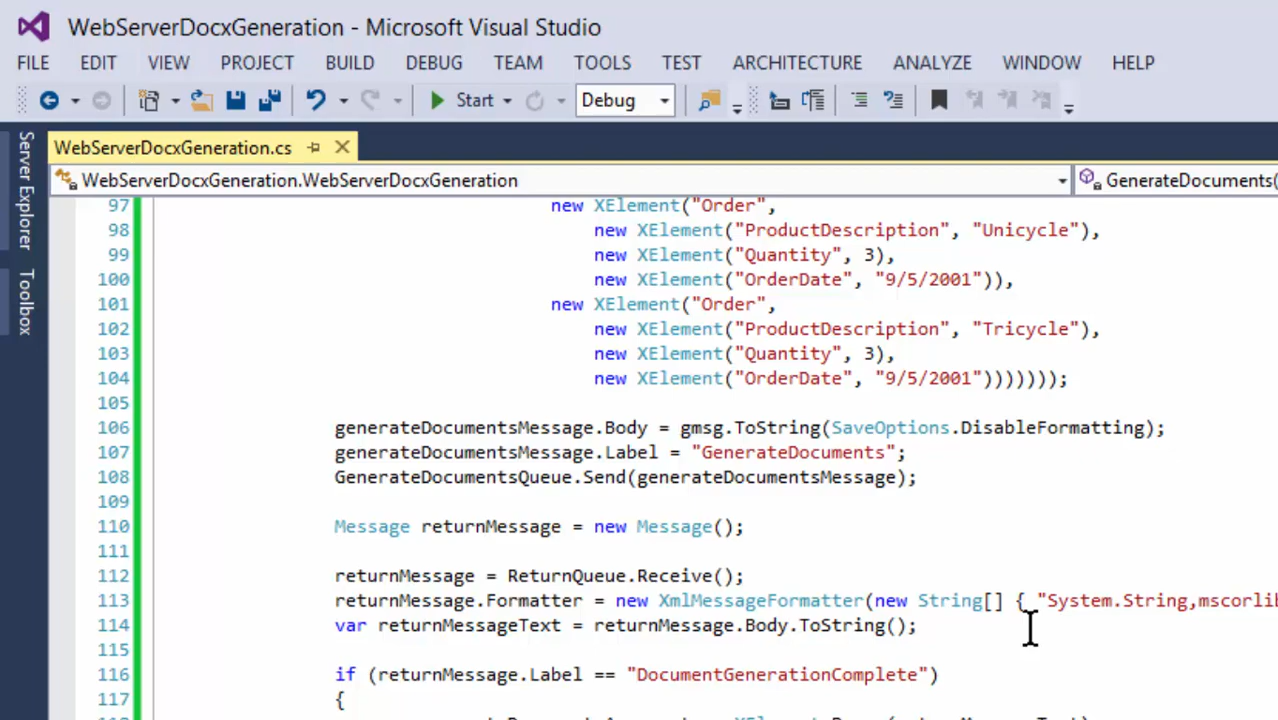 WebServerDocxGeneration - Microsoft Visual Studio
FILE EDIT VIEW PROJECT BUILD DEBUG TEAM TOOLS TEST ARCHITECTURE ANALYZE WINDOW HELP
Start Debug
Server Explorer
Toolbox
WebServerDocxGeneration.cs
WebServerDocxGeneration.WebServerDocxGeneration GenerateDocuments(
97 new XElement("Order",
98 new XElement("ProductDescription", "Unicycle"),
99 new XElement("Quantity", 3),
100 new XElement("OrderDate", "9/5/2001")),
101 new XElement("Order",
102 new XElement("ProductDescription", "Tricycle"),
103 new XElement("Quantity", 3),
104 new XElement("OrderDate", "9/5/2001")))))));
105
106 generateDocumentsMessage.Body = gmsg.ToString(SaveOptions.DisableFormatting);
107 generateDocumentsMessage.Label = "GenerateDocuments";
108 GenerateDocumentsQueue.Send(generateDocumentsMessage);
109
110 Message returnMessage = new Message();
111
112 returnMessage = ReturnQueue.Receive();
113 returnMessage.Formatter = new XmlMessageFormatter(new String[] { "System.String,mscorlib
114 var returnMessageText = returnMessage.Body.ToString();
115
116 if (returnMessage.Label == "DocumentGenerationComplete")
117 {